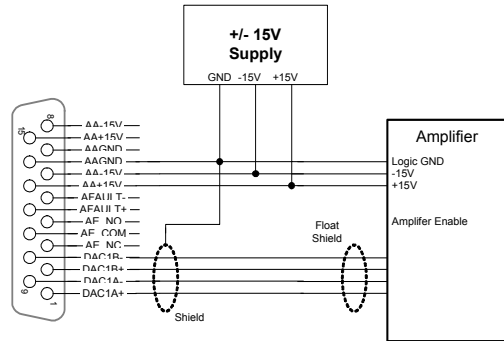 +/- 15V
Supply
GND -15V +15V
8
15
AA-15V
AA+15V
AAGND
AAGND
AA-15V
AA+15V
AFAULT-
AFAULT+
AE_NO
AE_COM
AE_NC
DAC1B-
DAC1B+
DAC1A-
DAC1A+
9
1
Shield
Float
Shield
Amplifier
Logic GND
-15V
+15V
Amplifer Enable